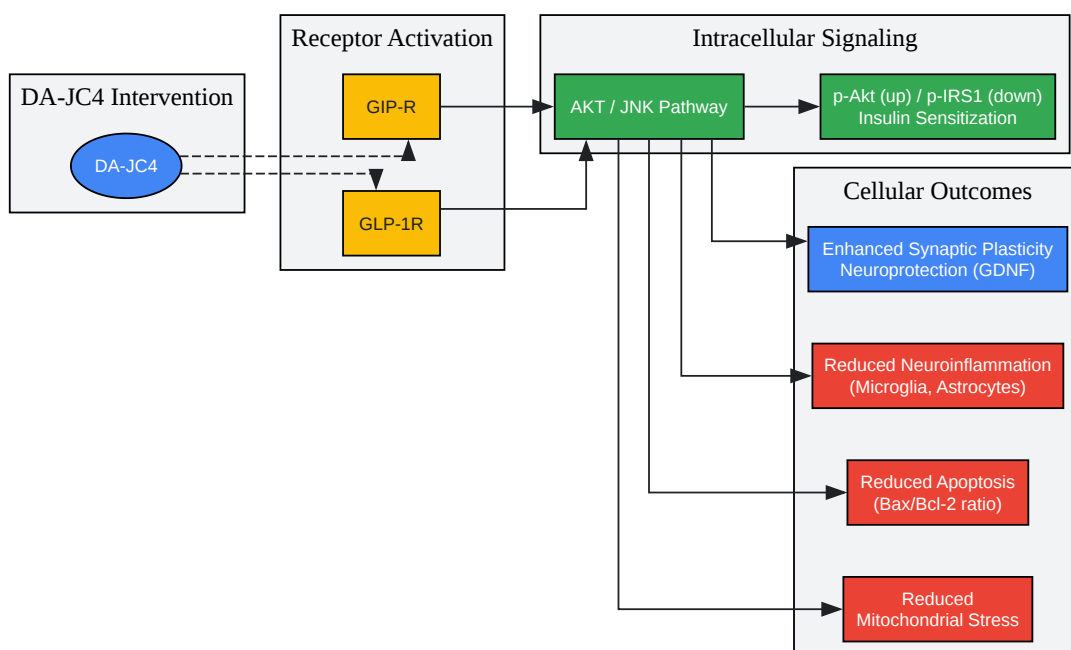 DA-JC4 Intervention
DA-JC4
Receptor Activation
GIP-R
GLP-1R
Intracellular Signaling
AKT / JNK Pathway
p-Akt (up) / p-IRS1 (down)
Insulin Sensitization
Cellular Outcomes
Enhanced Synaptic Plasticity
Neuroprotection (GDNF)
Reduced Neuroinflammation
(Microglia, Astrocytes)
Reduced Apoptosis
(Bax/Bcl-2 ratio)
Reduced
Mitochondrial Stress